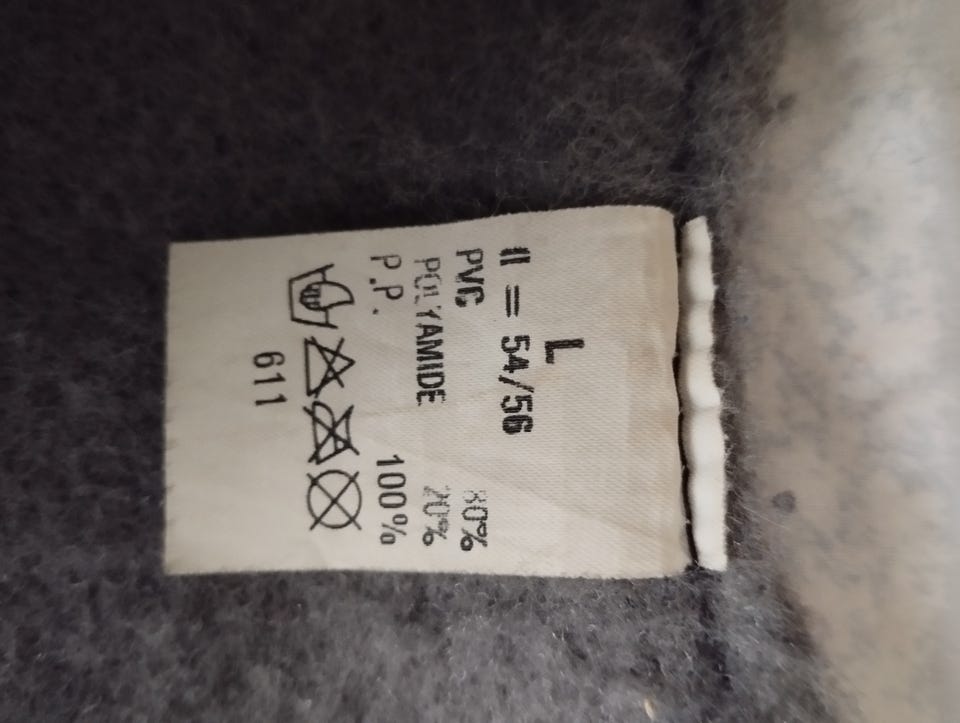 L
II = 54/56
PVC 80%
POLYAMIDE 20%
P.P. 100%
611